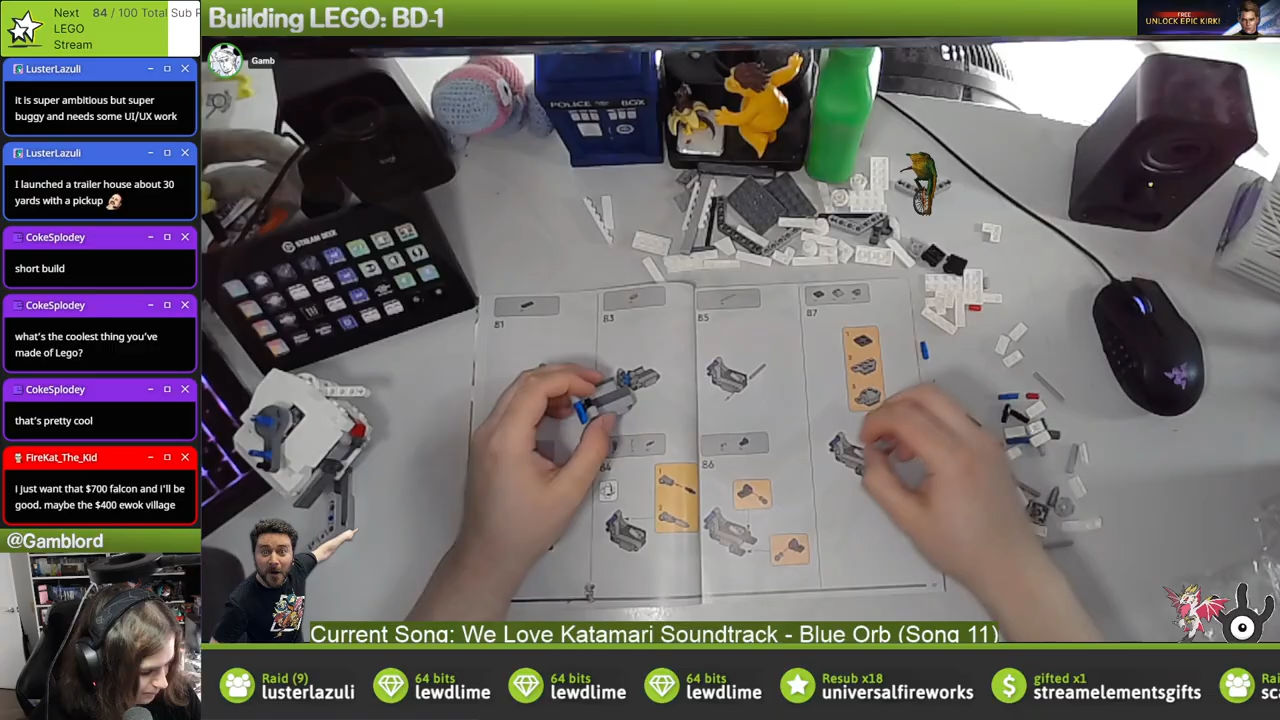 Next
LEGO
Stream
84 / 100 Total Sub
Building LEGO: BD-1
FREE
UNLOCK EPIC KIRK!
Gamb
LusterLazuli
It is super ambitious but super
buggy and needs some UI/UX work
LusterLazuli
I launched a trailer house about 30
yards with a pickup
CokeSplodey
short build
CokeSplodey
what's the coolest thing you've
made of Lego?
CokeSplodey
that's pretty cool
FireKat_The_Kid
I just want that $700 falcon and I'll be
good. maybe the $400 ewok village
@Gamblord
POLICE BOX
STREAM DECK
81
83
85
87
84
86
1
2
Current Song: We Love Katamari Soundtrack - Blue Orb (Song 11)
Raid (9)
lusterlazuli
64 bits
lewdlime
64 bits
lewdlime
64 bits
lewdlime
Resub x18
universalfireworks
gifted x1
streamelementsgifts